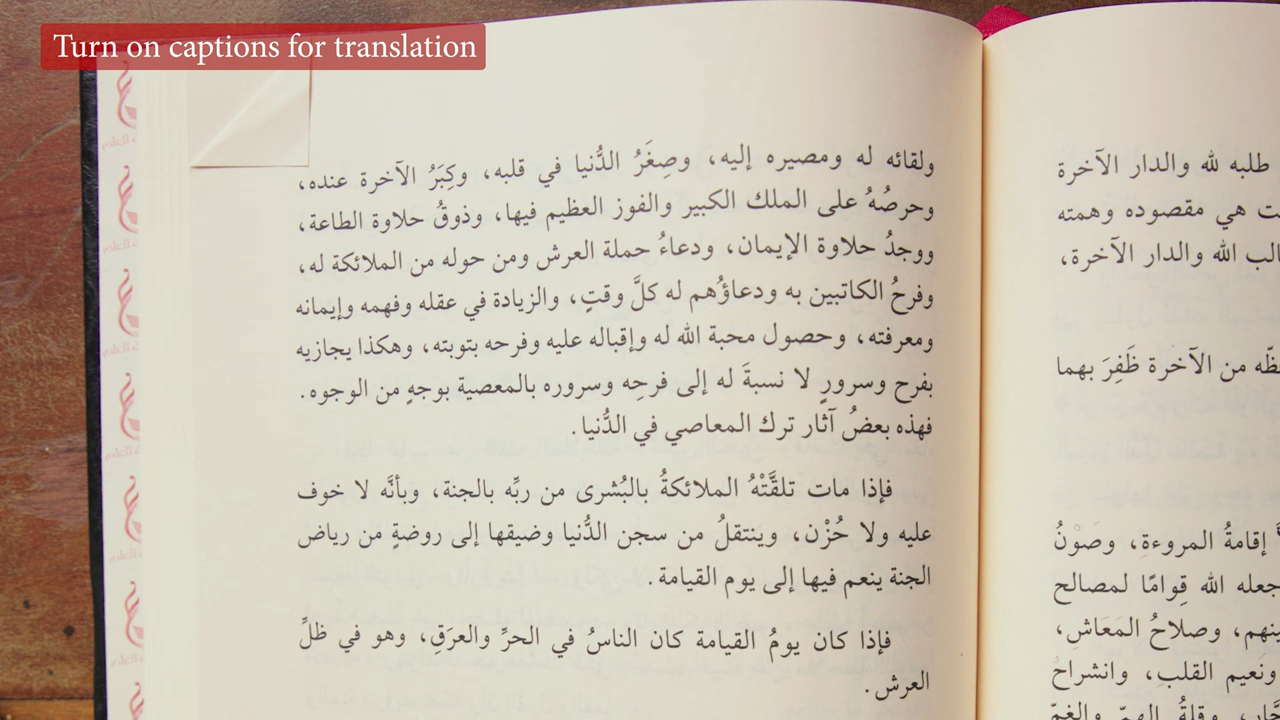 Turn on captions for translation
طلبه لله والدار الآخرة
هي مقصوده وهمته
الله والدار الآخرة،
من الآخرة ظَفِرَ بهما
إقامةُ المروءةِ، وصَوْنُ
جعله الله قِوامًا لمصالح
وصلاحُ المَعَاشِ،
ونعيم القلبِ، وانشراحُ
وقلةُ الهمّ والغمّ
ولقائه له ومصيره إليه، وصِغَرُ الدُّنيا في قلبه، وكِبَرُ الآخرة عنده،
وحرصُهُ على الملك الكبير والفوز العظيم فيها، وذوقُ حلاوة الطاعة،
ووجدُ حلاوة الإيمان، ودعاءُ حملة العرش ومن حوله من الملائكة له،
وفرحُ الكاتبين به ودعاؤُهم له كلَّ وقتٍ، والزيادة في عقله وفهمه وإيمانه
ومعرفته، وحصول محبة الله له وإقباله عليه وفرحه بتوبته، وهكذا يجازيه
بفرح وسرورٍ لا نسبةَ له إلى فرحِه وسروره بالمعصية بوجهٍ من الوجوه.
فهذه بعضُ آثار ترك المعاصي في الدُّنيا.
فإذا مات تلقَّتْهُ الملائكةُ بالبُشرى من ربِّه بالجنة، وبأنَّه لا خوف
عليه ولا حُزْن، وينتقلُ من سجن الدُّنيا وضيقها إلى روضةٍ من رياض
الجنة ينعم فيها إلى يوم القيامة.
فإذا كان يومُ القيامة كان الناسُ في الحرِّ والعرَقِ، وهو في ظلِّ
العرش.